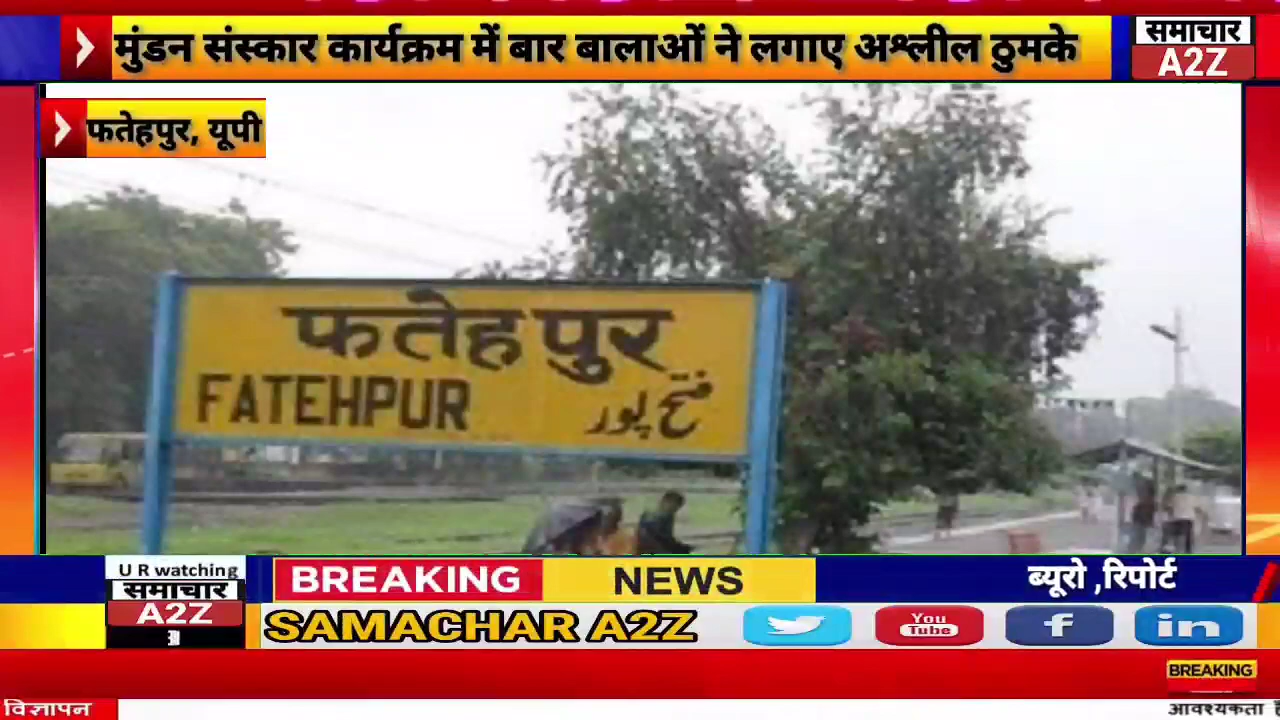 मुंडन संस्कार कार्यक्रम में बार बालाओं ने लगाए अश्लील ठुमके
समाचार
A2Z
फतेहपुर, यूपी
फतेहपुर
FATEHPUR
فتح پور
U R watching
समाचार
A2Z
BREAKING NEWS
ब्यूरो ,रिपोर्ट
SAMACHAR A2Z
You
Tube
f
in
BREAKING
विज्ञापन
आवश्यकता